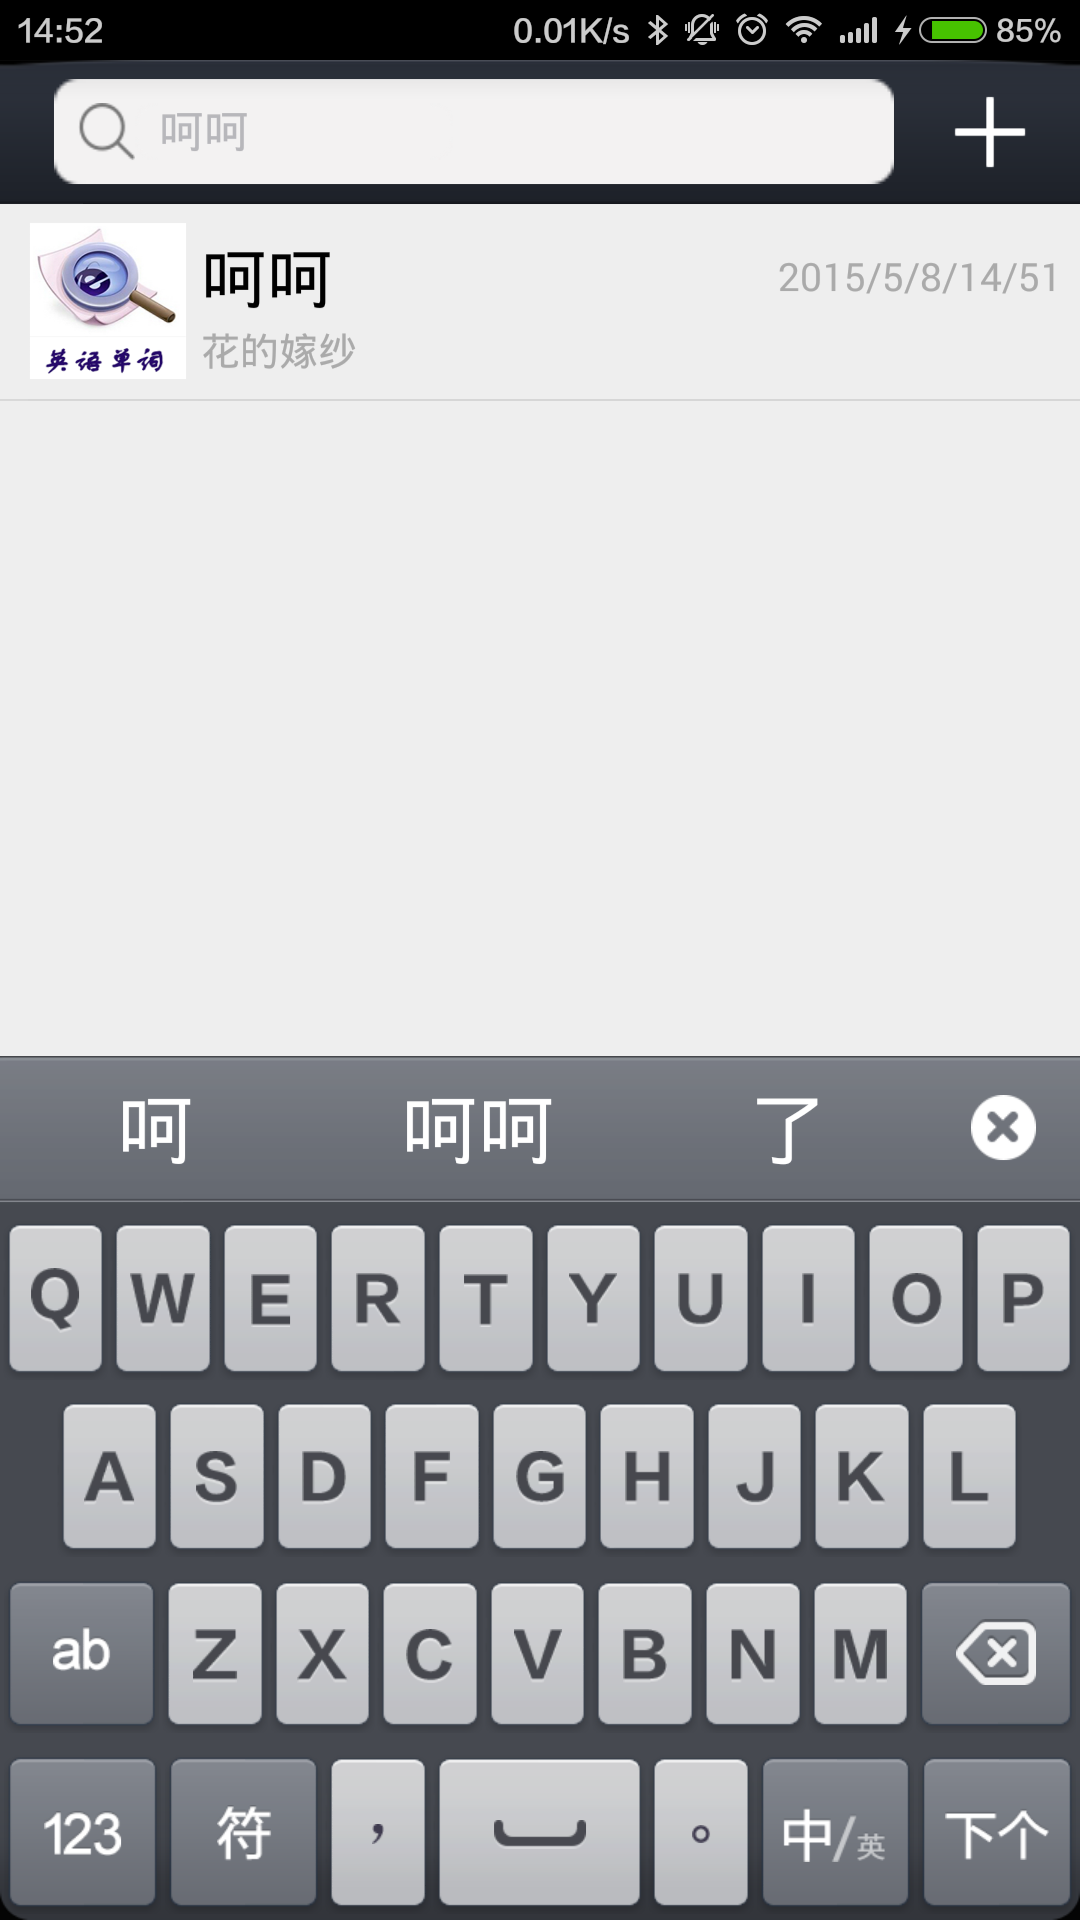 14:52 0.01K/s 85%
呵呵
呵呵 2015/5/8/14/51
花的嫁纱
英语单词
呵 呵呵 了
Q W E R T Y U I O P
A S D F G H J K L
ab Z X C V B N M
123 符 ， 。 中/英 下个